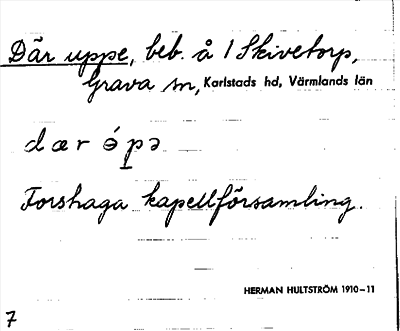 Där uppe, beb. å 1 Skivetorp,
Grava sn, Karlstads hd, Värmlands län
dær ǿpə
Forshaga kapellförsamling.
HERMAN HULTSTRÖM 1910–11
7